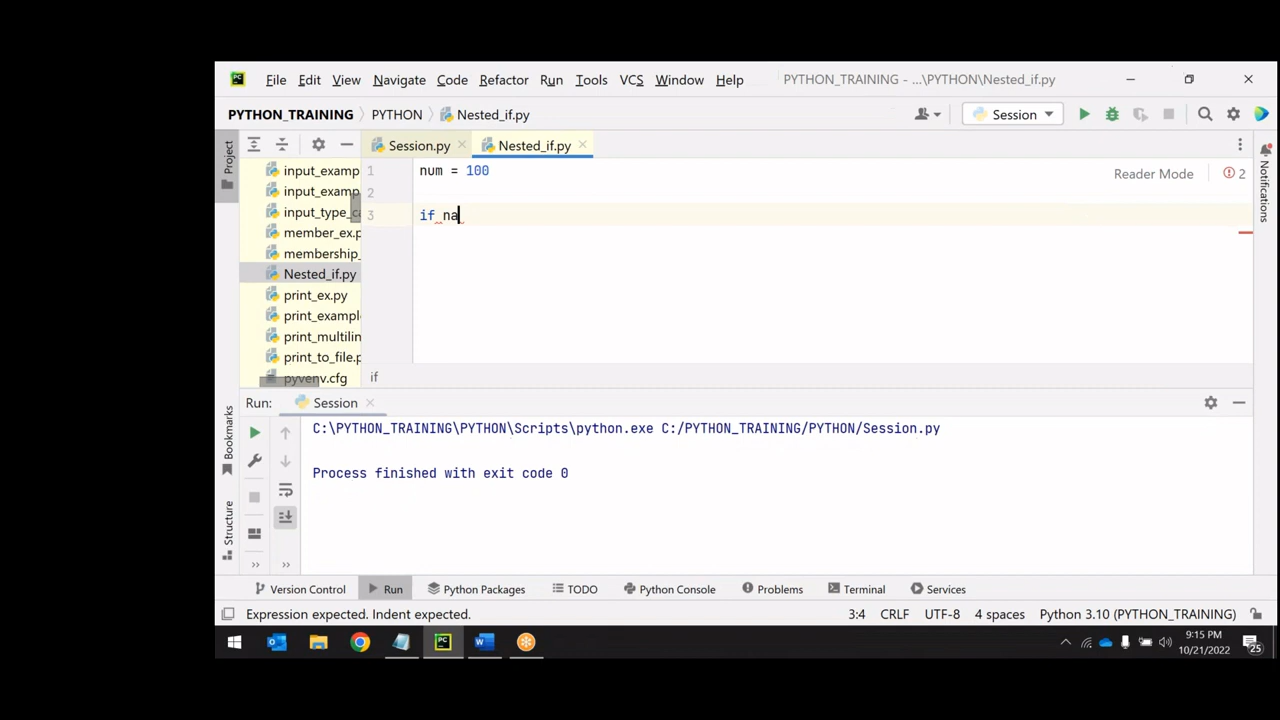 PC File Edit View Navigate Code Refactor Run Tools VCS Window Help PYTHON_TRAINING - ...\PYTHON\Nested_if.py
PYTHON_TRAINING PYTHON Nested_if.py Session
Project
Session.py Nested_if.py
input_examp
input_examp
input_type_ca
member_ex.p
membership_
Nested_if.py
print_ex.py
print_example
print_multilin
print_to_file.p
pyvenv.cfg
1 num = 100
2
3 if na
Reader Mode 2
Notifications
if
Run: Session
C:\PYTHON_TRAINING\PYTHON\Scripts\python.exe C:/PYTHON_TRAINING/PYTHON/Session.py
Process finished with exit code 0
Bookmarks
Structure
Version Control Run Python Packages TODO Python Console Problems Terminal Services
Expression expected. Indent expected. 3:4 CRLF UTF-8 4 spaces Python 3.10 (PYTHON_TRAINING)
9:15 PM
10/21/2022
25